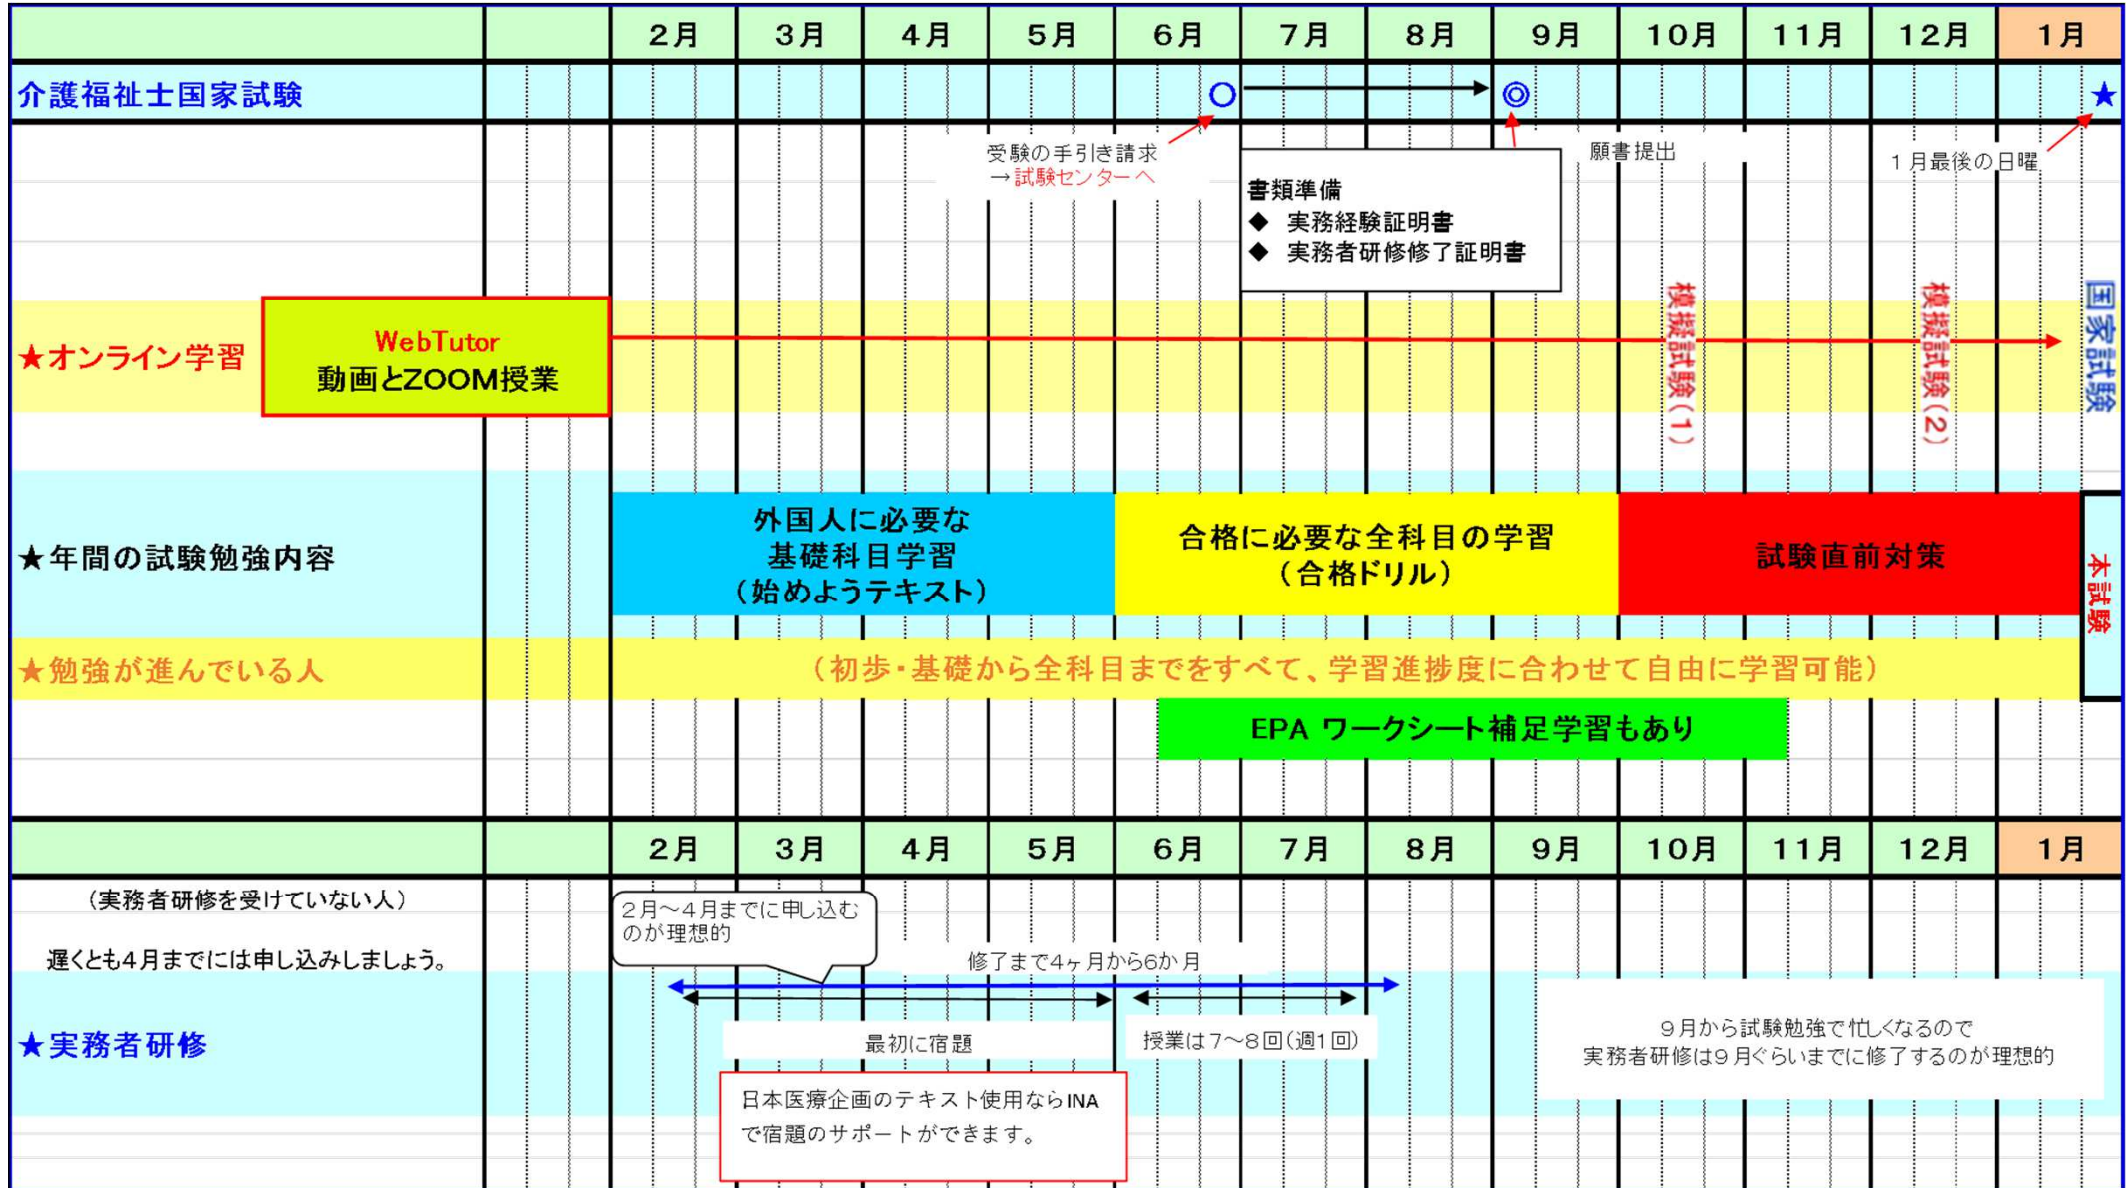 2月 3月 4月 5月 6月 7月 8月 9月 10月 11月 12月 1月
介護福祉士国家試験 ○ ◎ ★
受験の手引き請求
→試験センターへ
願書提出
1月最後の日曜
書類準備
◆ 実務経験証明書
◆ 実務者研修修了証明書
★オンライン学習
WebTutor
動画とZOOM授業
模擬試験(1)
模擬試験(2)
国家試験
★年間の試験勉強内容
外国人に必要な
基礎科目学習
(始めようテキスト)
合格に必要な全科目の学習
(合格ドリル)
試験直前対策
本試験
★勉強が進んでいる人
(初歩・基礎から全科目までをすべて、学習進捗度に合わせて自由に学習可能)
EPA ワークシート補足学習もあり
2月 3月 4月 5月 6月 7月 8月 9月 10月 11月 12月 1月
(実務者研修を受けていない人)
遅くとも4月までには申し込みしましょう。
2月~4月までに申し込む
のが理想的
修了まで4ヶ月から6か月
★実務者研修
最初に宿題
授業は7~8回(週1回)
9月から試験勉強で忙しくなるので
実務者研修は9月ぐらいまでに修了するのが理想的
日本医療企画のテキスト使用ならINA
で宿題のサポートができます。